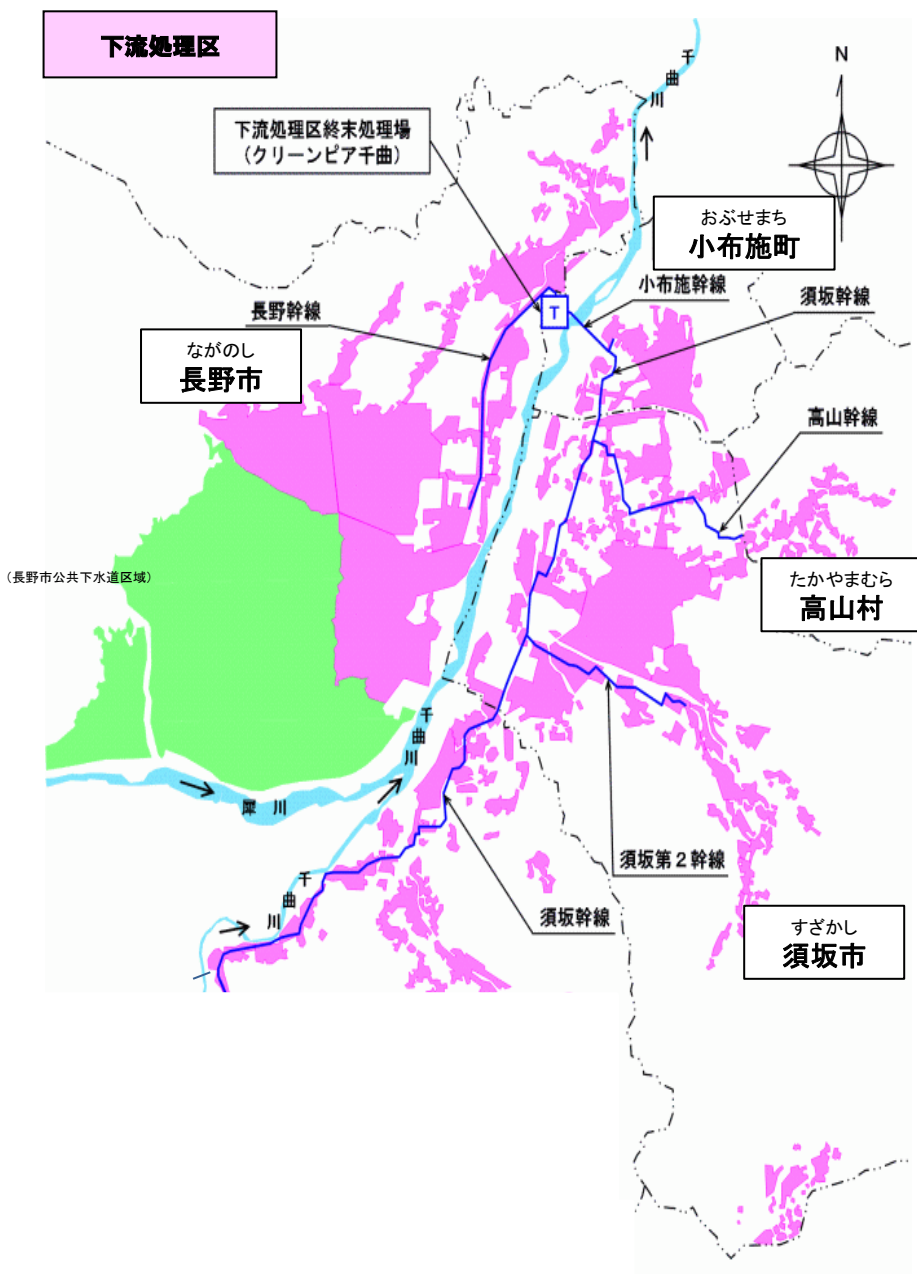 下流処理区
千曲川
N
下流処理区終末処理場
(クリーンピア千曲)
おぶせまち
小布施町
小布施幹線
須坂幹線
長野幹線
T
ながのし
長野市
高山幹線
(長野市公共下水道区域)
たかやまむら
高山村
千曲川
犀川
須坂第2幹線
千曲川
須坂幹線
すざかし
須坂市